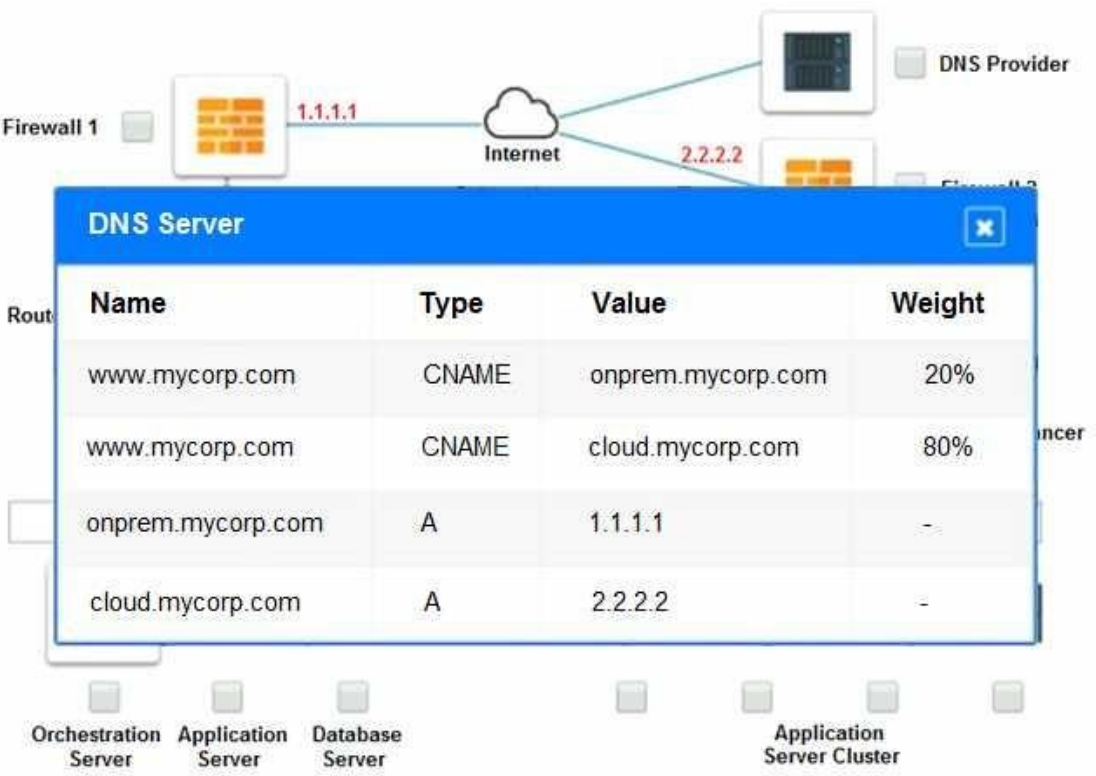 DNS Provider
1.1.1.1
Firewall 1
Internet
2.2.2.2
DNS Server
Name Type Value Weight
www.mycorp.com CNAME onprem.mycorp.com 20%
www.mycorp.com CNAME cloud.mycorp.com 80%
onprem.mycorp.com A 1.1.1.1 -
cloud.mycorp.com A 2.2.2.2 -
Orchestration Server
Application Server
Database Server
Application Server Cluster